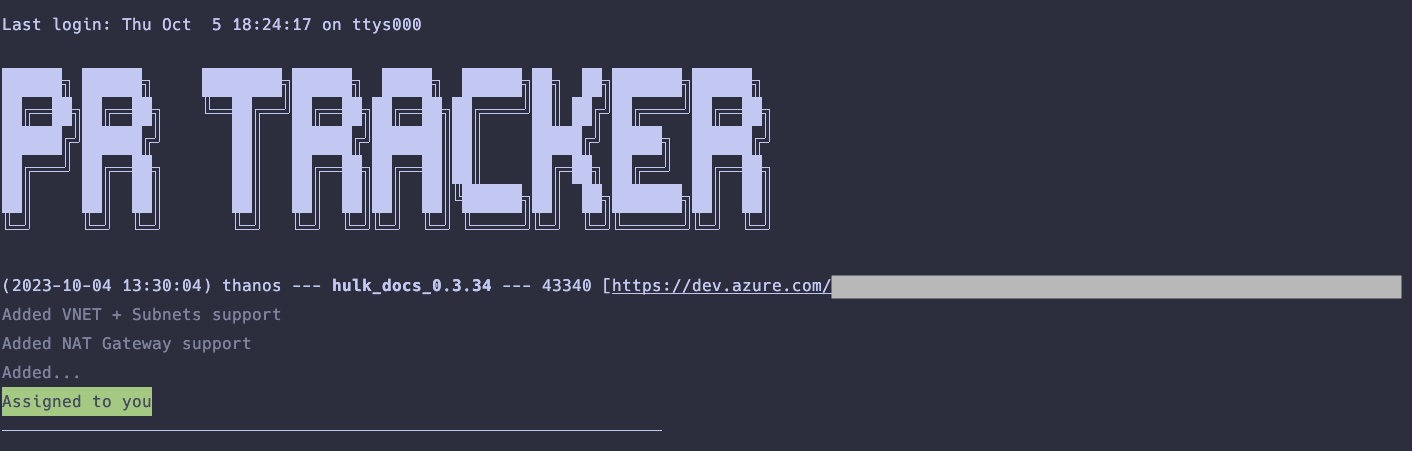 Last login: Thu Oct  5 18:24:17 on ttys000
PR TRACKER
(2023-10-04 13:30:04) thanos --- hulk_docs_0.3.34 --- 43340 [https://dev.azure.com/
Added VNET + Subnets support
Added NAT Gateway support
Added...
Assigned to you